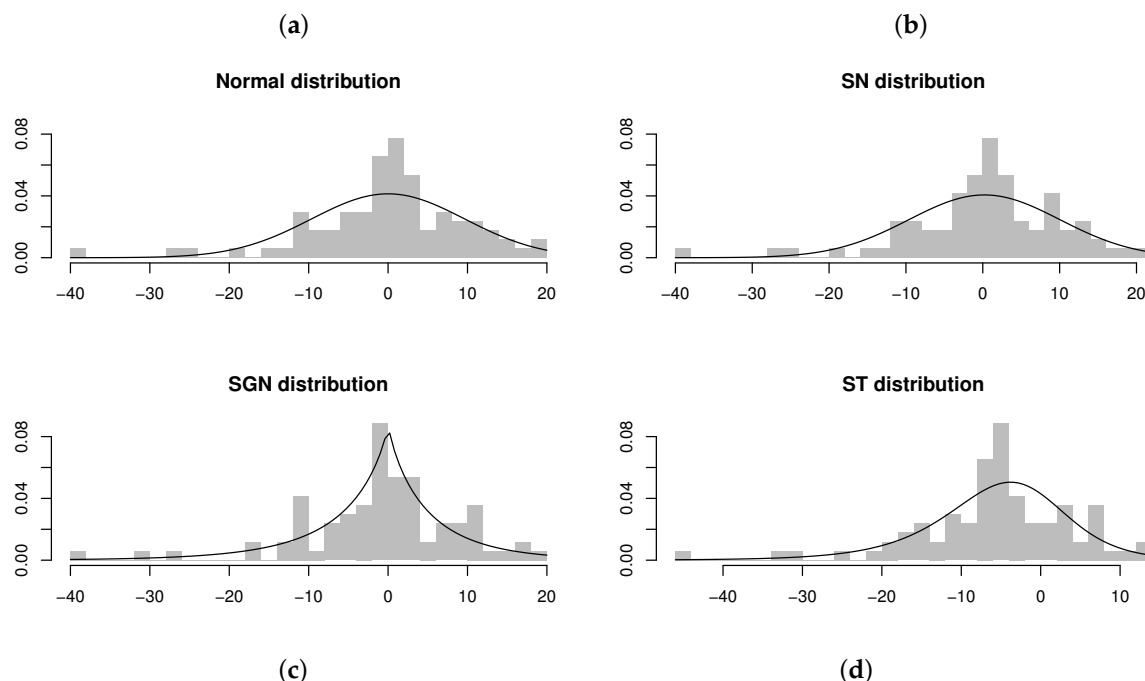 (a) (b)
Normal distribution
0.00 0.04 0.08
−40 −30 −20 −10 0 10 20
SN distribution
0.00 0.04 0.08
−40 −30 −20 −10 0 10 20
SGN distribution
0.00 0.04 0.08
−40 −30 −20 −10 0 10 20
ST distribution
0.00 0.04 0.08
−40 −30 −20 −10 0 10
(c) (d)